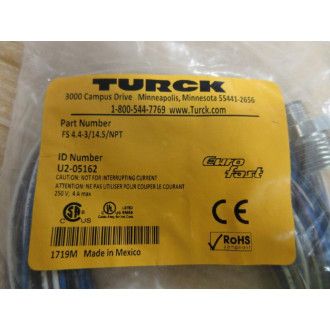 TURCK
3000 Campus Drive Minneapolis, Minnesota 55441-2656
1-800-544-7769 www.Turck.com
Part Number
FS 4.4-3/14.5/NPT
ID Number
U2-05162
euro fast
CAUTION: NOT FOR INTERRUPTING CURRENT
ATTENTION: NE PAS UTILISER POUR COUPER LE COURANT
250 V; 4 A max
C US
LISTED
CE
RoHS
1719M Made in Mexico